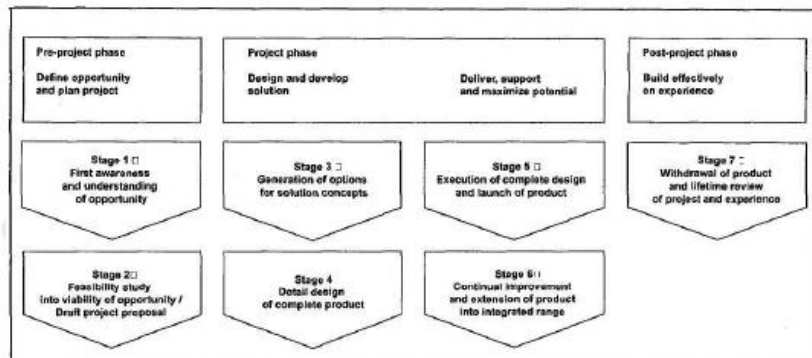 Pre-project phase
Define opportunity
and plan project
Project phase
Design and develop
solution
Deliver, support
and maximize potential
Post-project phase
Build effectively
on experience
Stage 1 □
First awareness
and understanding
of opportunity
Stage 2□
Feasibility study
into viability of opportunity /
Draft project proposal
Stage 3 □
Generation of options
for solution concepts
Stage 4
Detail design
of complete product
Stage 5 □
Execution of complete design
and launch of product
Stage 6□
Continual improvement
and extension of product
into integrated range
Stage 7 □
Withdrawal of product
and lifetime review
of project and experience